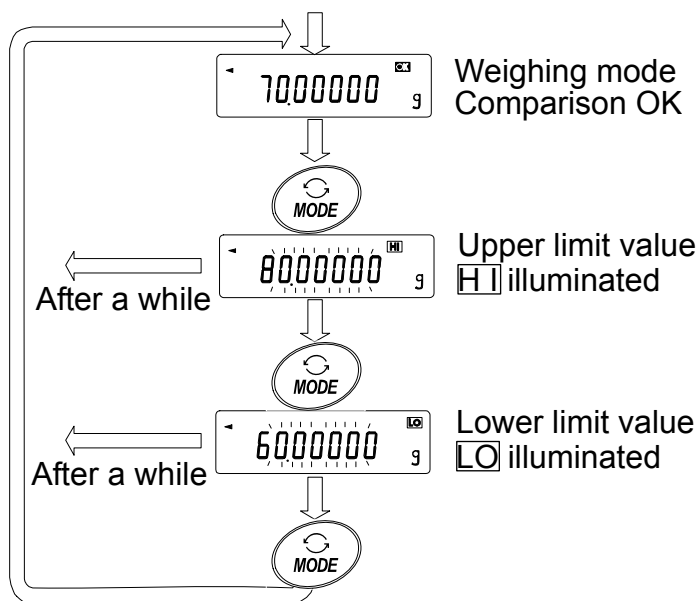 OK
70.00000 g
Weighing mode
Comparison OK
MODE
HI
80.00000 g
Upper limit value
HI illuminated
After a while
MODE
LO
60.00000 g
Lower limit value
LO illuminated
After a while
MODE